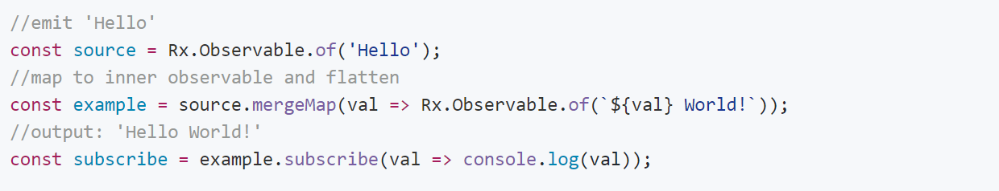 //emit 'Hello'
const source = Rx.Observable.of('Hello');
//map to inner observable and flatten
const example = source.mergeMap(val => Rx.Observable.of(`${val} World!`));
//output: 'Hello World!'
const subscribe = example.subscribe(val => console.log(val));